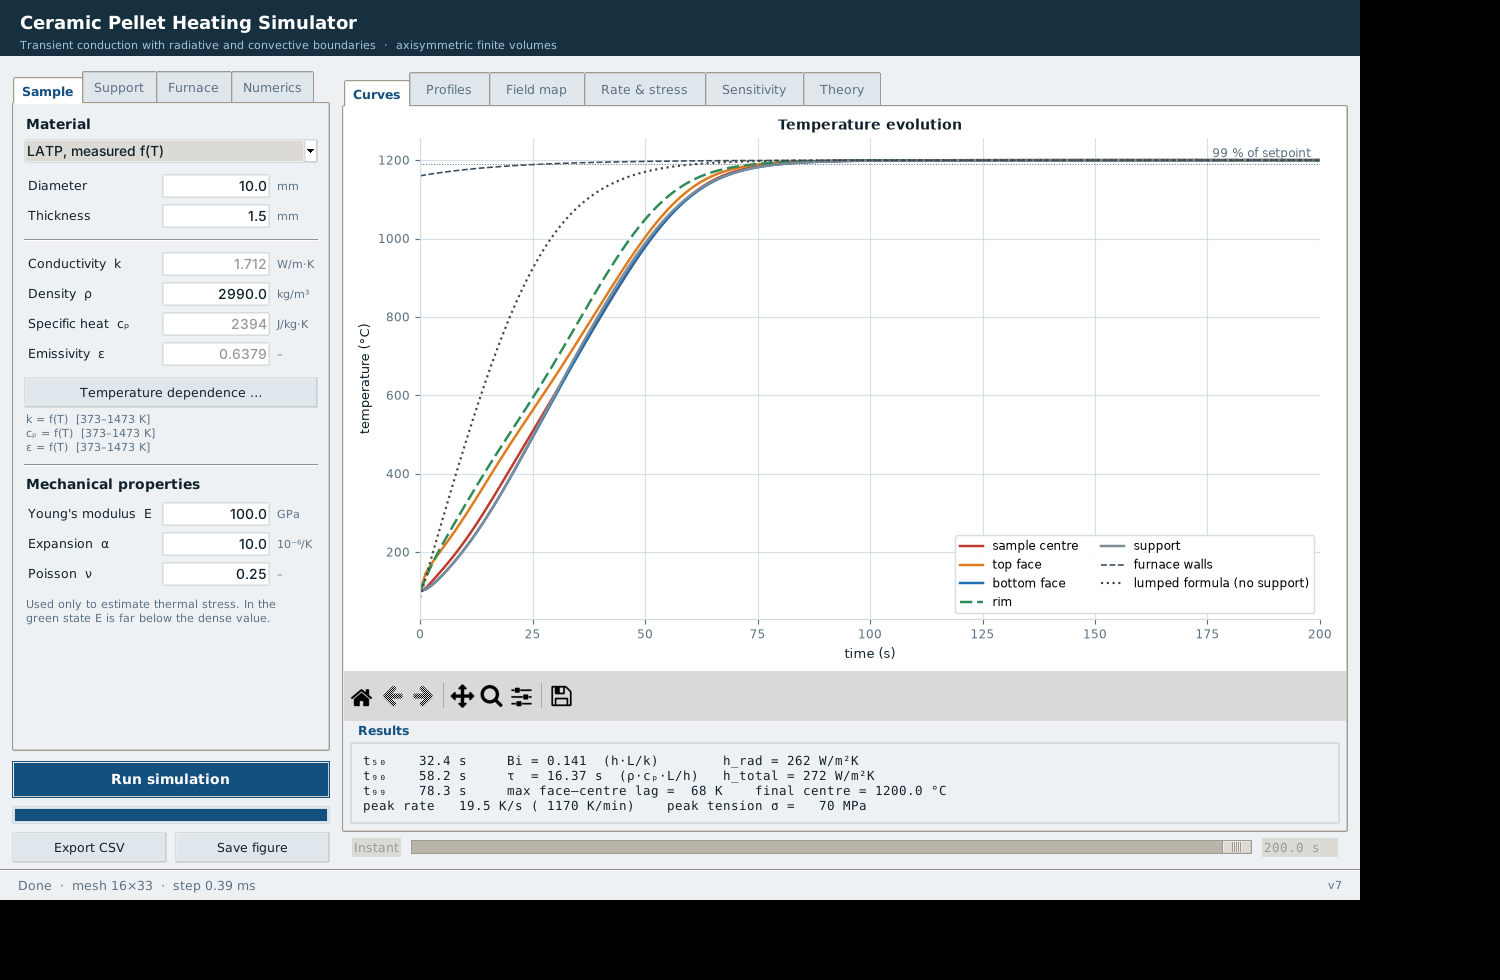 Ceramic Pellet Heating Simulator
Transient conduction with radiative and convective boundaries · axisymmetric finite volumes
Sample Support Furnace Numerics
Material
LATP, measured f(T)
Diameter 10.0 mm
Thickness 1.5 mm
Conductivity k 1.712 W/m·K
Density ρ 2990.0 kg/m³
Specific heat cₚ 2394 J/kg·K
Emissivity ε 0.6379 –
Temperature dependence ...
k = f(T) [373–1473 K]
cₚ = f(T) [373–1473 K]
ε = f(T) [373–1473 K]
Mechanical properties
Young's modulus E 100.0 GPa
Expansion α 10.0 10⁻⁶/K
Poisson ν 0.25 –
Used only to estimate thermal stress. In the
green state E is far below the dense value.
Run simulation
Export CSV Save figure
Curves Profiles Field map Rate & stress Sensitivity Theory
Temperature evolution
99 % of setpoint
1200
1000
800
600
400
200
temperature (°C)
sample centre
top face
bottom face
rim
support
furnace walls
lumped formula (no support)
0 25 50 75 100 125 150 175 200
time (s)
Results
t₅₀ 32.4 s Bi = 0.141 (h·L/k) h_rad = 262 W/m²K
t₉₀ 58.2 s τ = 16.37 s (ρ·cₚ·L/h) h_total = 272 W/m²K
t₉₉ 78.3 s max face–centre lag = 68 K final centre = 1200.0 °C
peak rate 19.5 K/s ( 1170 K/min) peak tension σ = 70 MPa
Instant 200.0 s
Done · mesh 16×33 · step 0.39 ms v7